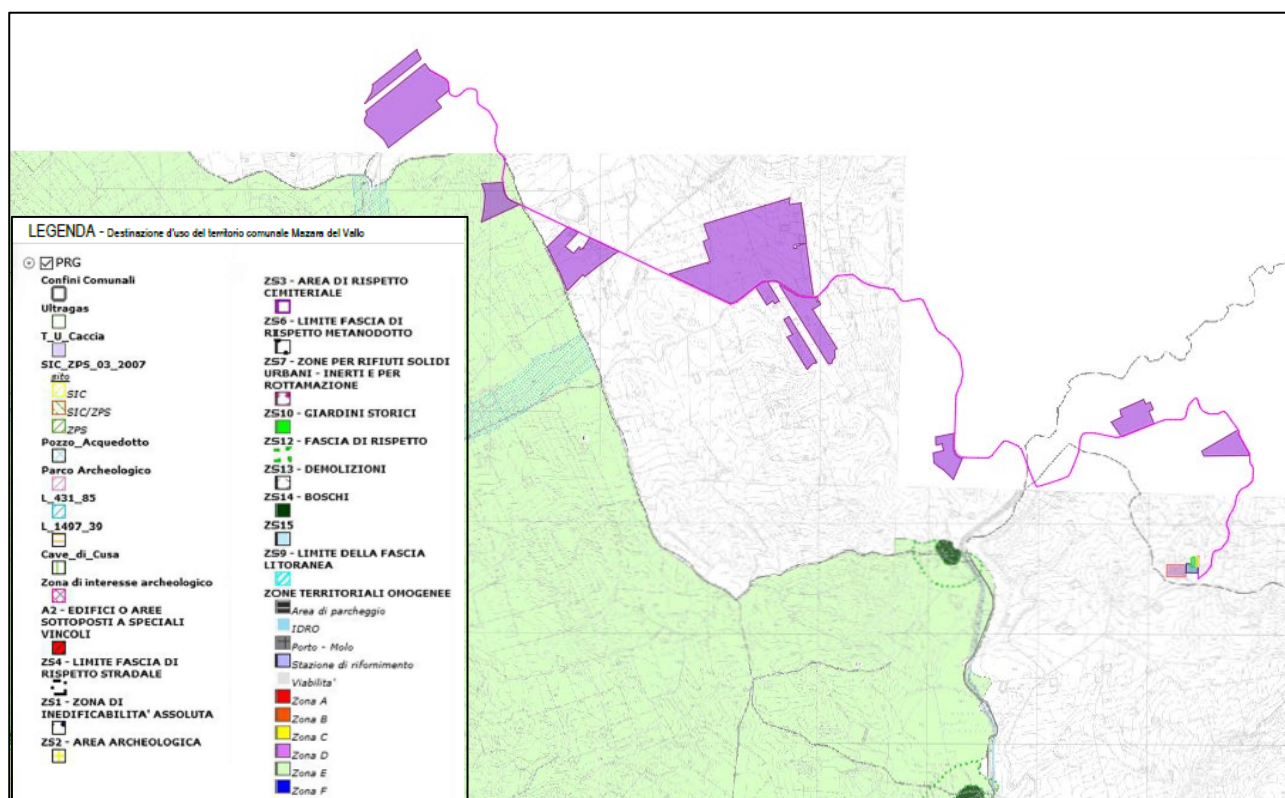 LEGENDA - Destinazione d'uso del territorio comunale Mazara del Vallo
PRG
Confini Comunali
Ultragas
T_U_Caccia
SIC_ZPS_03_2007
sito
SIC
SIC/ZPS
ZPS
Pozzo_Acquedotto
Parco Archeologico
L_431_85
L_1497_39
Cave_di_Cusa
Zona di interesse archeologico
A2 - EDIFICI O AREE
SOTTOPOSTI A SPECIALI
VINCOLI
ZS4 - LIMITE FASCIA DI
RISPETTO STRADALE
ZS1 - ZONA DI
INEDIFICABILITA' ASSOLUTA
ZS2 - AREA ARCHEOLOGICA
ZS3 - AREA DI RISPETTO
CIMITERIALE
ZS6 - LIMITE FASCIA DI
RISPETTO METANODOTTO
ZS7 - ZONE PER RIFIUTI SOLIDI
URBANI - INERTI E PER
ROTTAMAZIONE
ZS10 - GIARDINI STORICI
ZS12 - FASCIA DI RISPETTO
ZS13 - DEMOLIZIONI
ZS14 - BOSCHI
ZS15
ZS9 - LIMITE DELLA FASCIA
LITORANEA
ZONE TERRITORIALI OMOGENEE
Area di parcheggio
IDRO
Porto - Molo
Stazione di rifornimento
Viabilita'
Zona A
Zona B
Zona C
Zona D
Zona E
Zona F